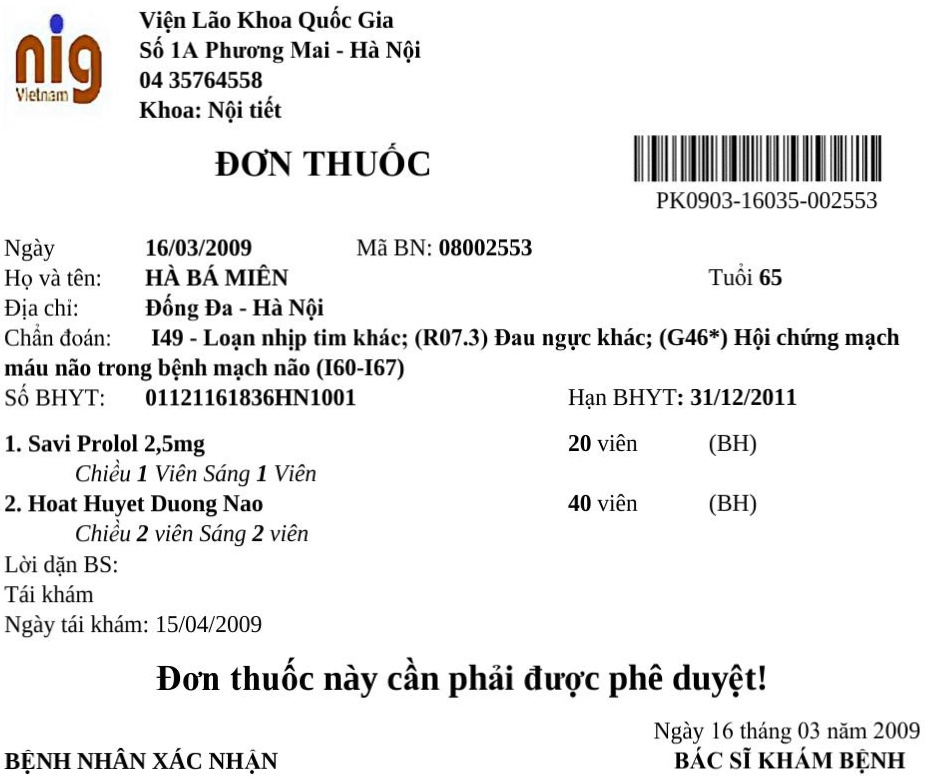 nig
Vietnam
Viện Lão Khoa Quốc Gia
Số 1A Phương Mai - Hà Nội
04 35764558
Khoa: Nội tiết
ĐƠN THUỐC
PK0903-16035-002553
Ngày 16/03/2009 Mã BN: 08002553
Họ và tên: HÀ BÁ MIÊN Tuổi 65
Địa chỉ: Đống Đa - Hà Nội
Chẩn đoán: I49 - Loạn nhịp tim khác; (R07.3) Đau ngực khác; (G46*) Hội chứng mạch
máu não trong bệnh mạch não (I60-I67)
Số BHYT: 01121161836HN1001 Hạn BHYT: 31/12/2011
1. Savi Prolol 2,5mg 20 viên (BH)
Chiều 1 Viên Sáng 1 Viên
2. Hoat Huyet Duong Nao 40 viên (BH)
Chiều 2 viên Sáng 2 viên
Lời dặn BS:
Tái khám
Ngày tái khám: 15/04/2009
Đơn thuốc này cần phải được phê duyệt!
Ngày 16 tháng 03 năm 2009
BỆNH NHÂN XÁC NHẬN BÁC SĨ KHÁM BỆNH